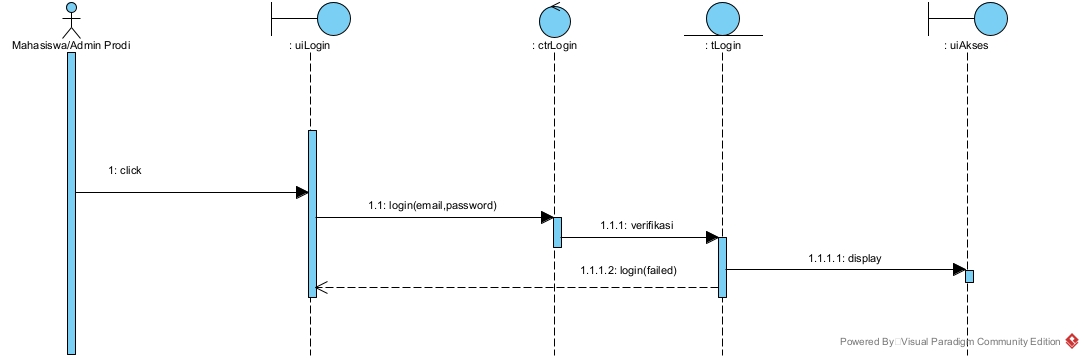 Mahasiswa/Admin Prodi
: uiLogin
: ctrLogin
: tLogin
: uiAkses
1: click
1.1: login(email,password)
1.1.1: verifikasi
1.1.1.1: display
1.1.1.2: login(failed)
Powered By Visual Paradigm Community Edition